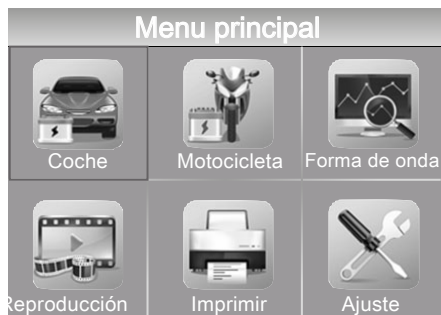 Menu principal
Coche
Motocicleta
Forma de onda
Reproducción
Imprimir
Ajuste